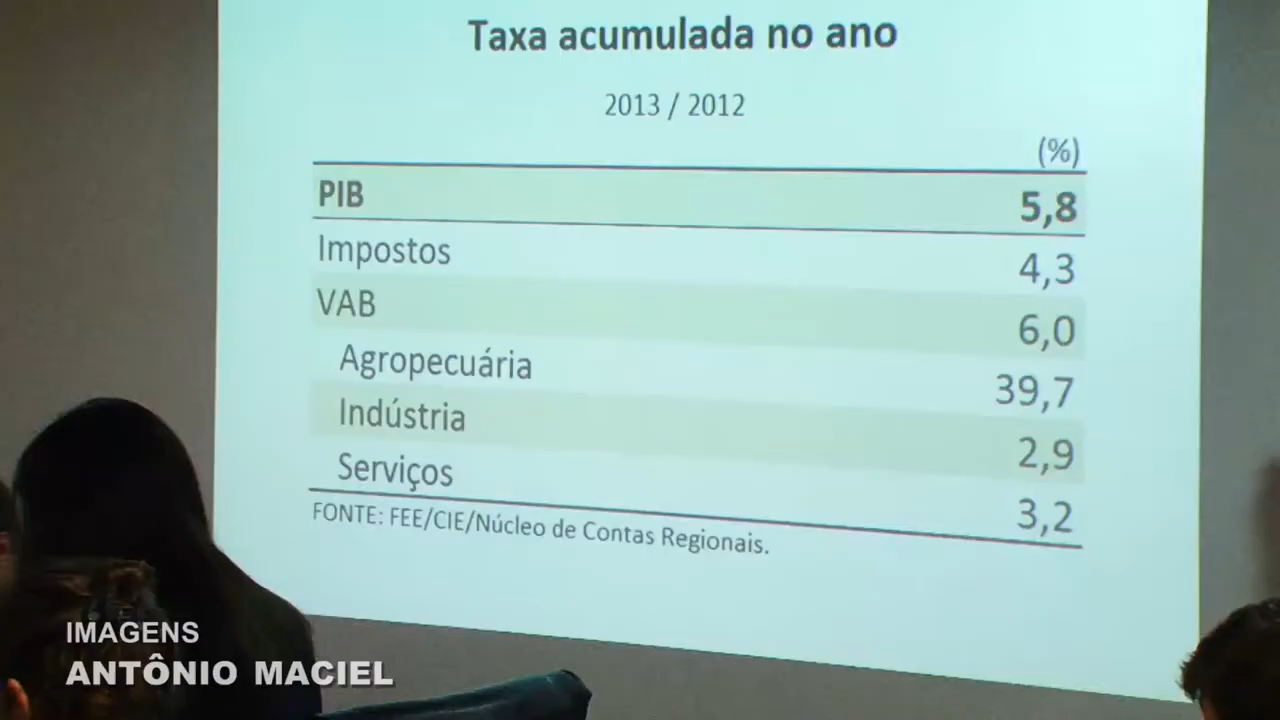 Taxa acumulada no ano
2013 / 2012
(%)
PIB 5,8
Impostos 4,3
VAB 6,0
Agropecuária 39,7
Indústria 2,9
Serviços 3,2
FONTE: FEE/CIE/Núcleo de Contas Regionais.
IMAGENS
ANTÔNIO MACIEL